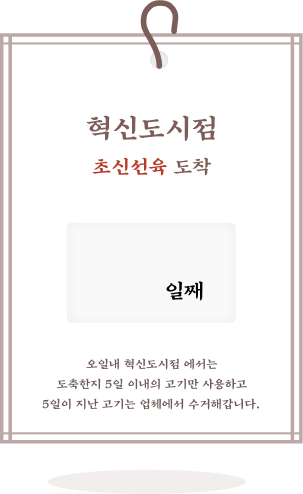 혁신도시점
초신선육 도착
일째
오일내 혁신도시점 에서는
도축한지 5일 이내의 고기만 사용하고
5일이 지난 고기는 업체에서 수거해갑니다.